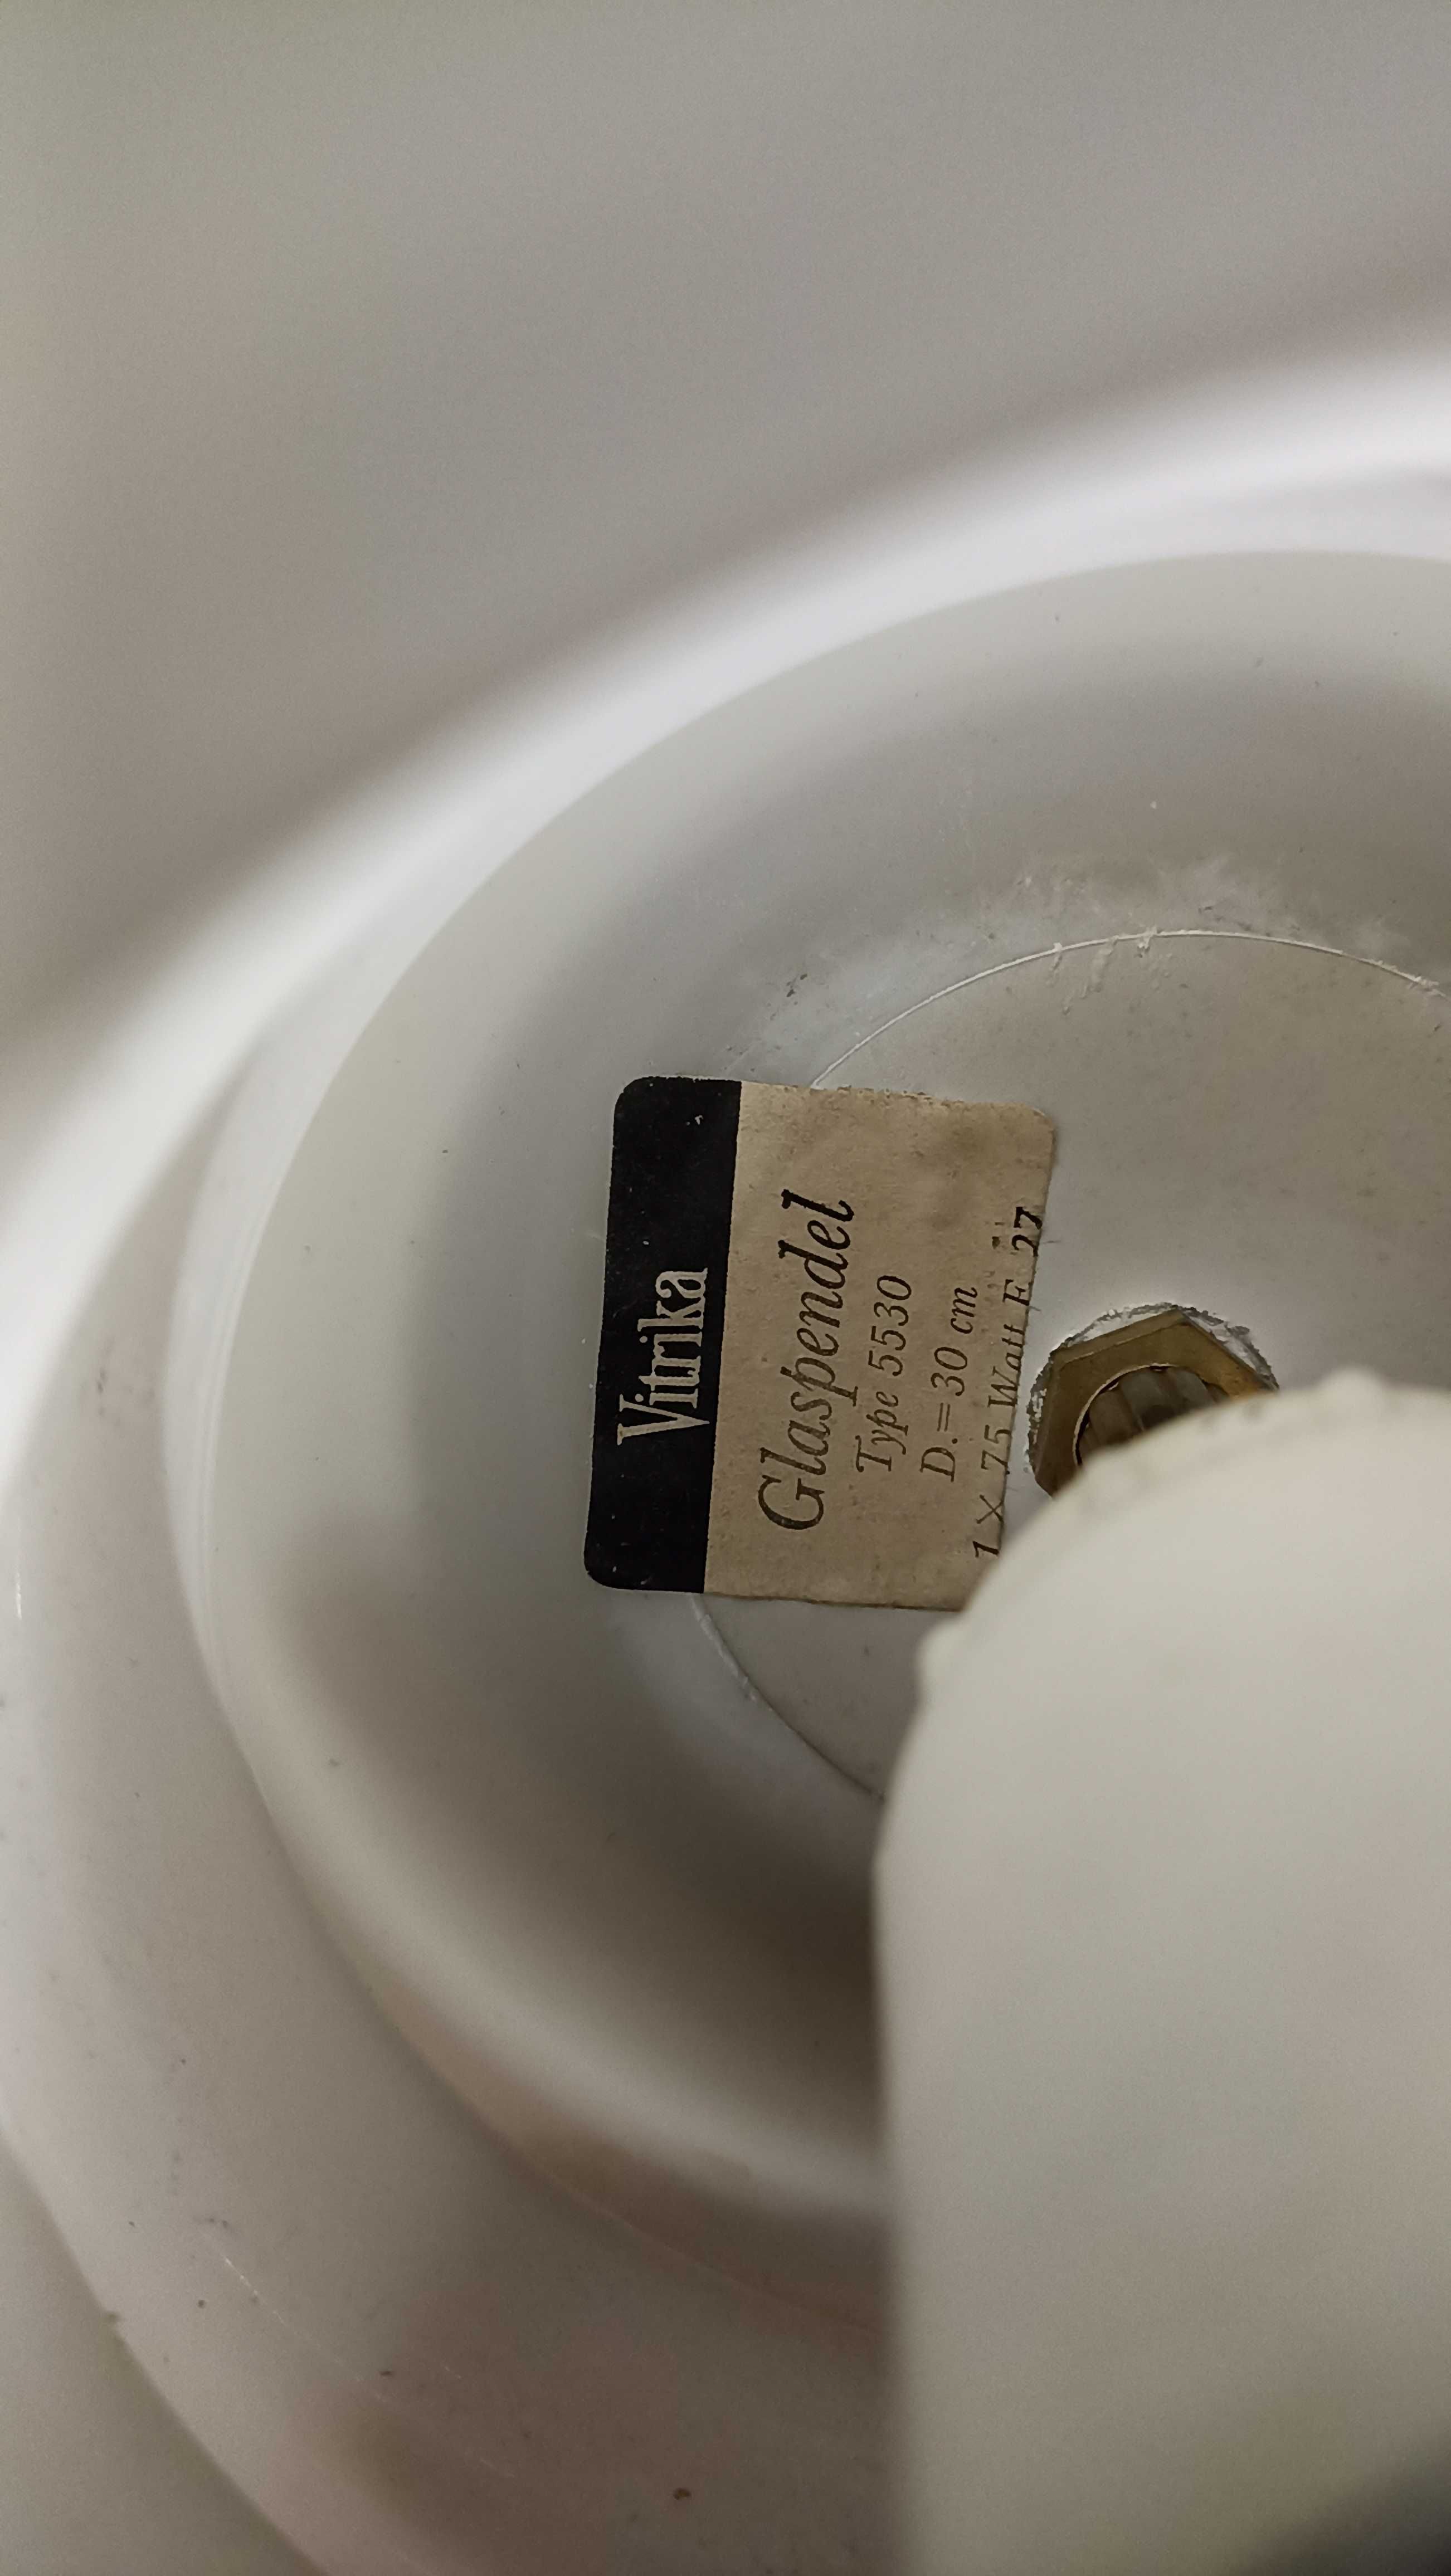 Vitrika
Glaspendel
Type 5530
D.=30 cm
1 × 75 Watt E 27